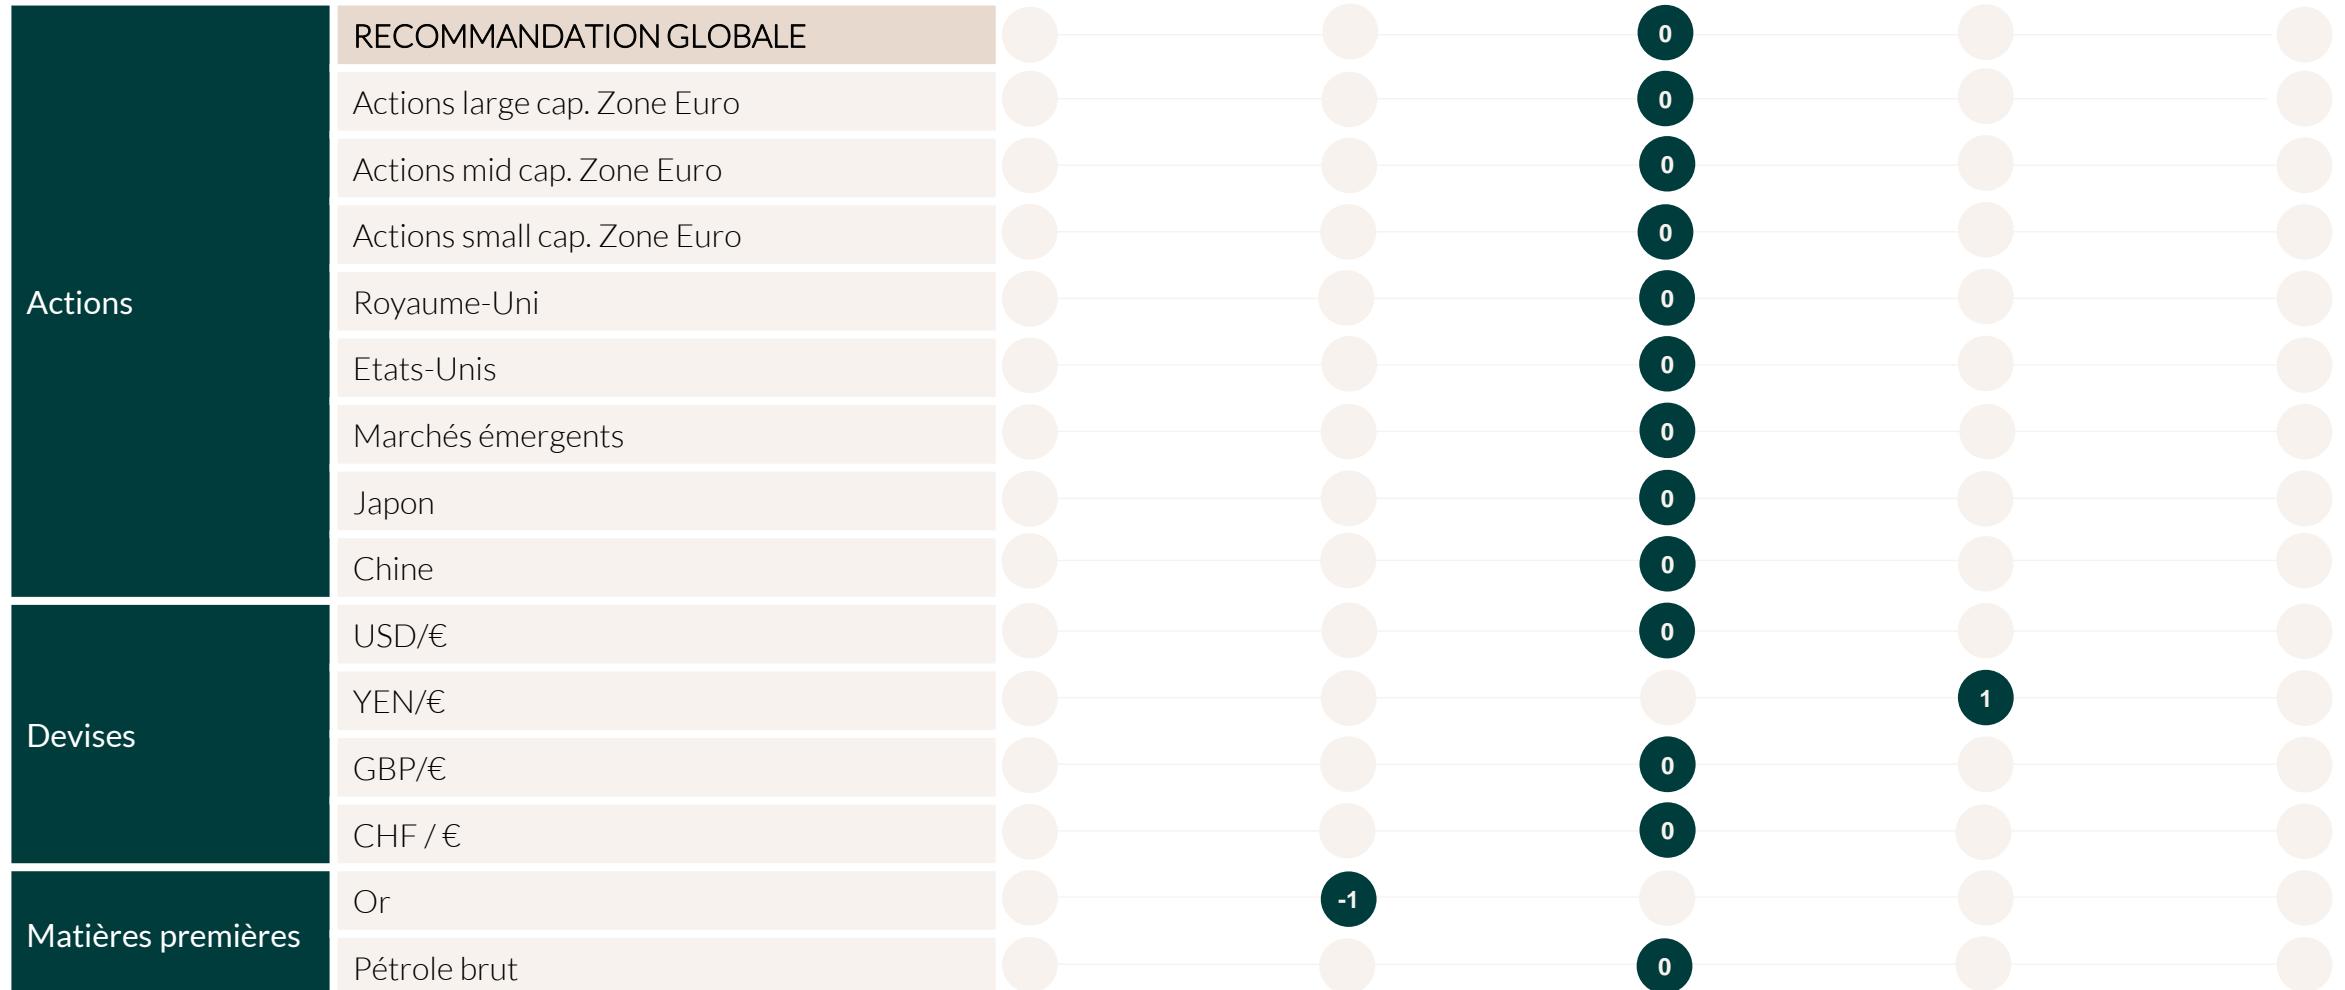 Actions
RECOMMANDATION GLOBALE 0
Actions large cap. Zone Euro 0
Actions mid cap. Zone Euro 0
Actions small cap. Zone Euro 0
Royaume-Uni 0
Etats-Unis 0
Marchés émergents 0
Japon 0
Chine 0
Devises
USD/€ 0
YEN/€ 1
GBP/€ 0
CHF / € 0
Matières premières
Or -1
Pétrole brut 0